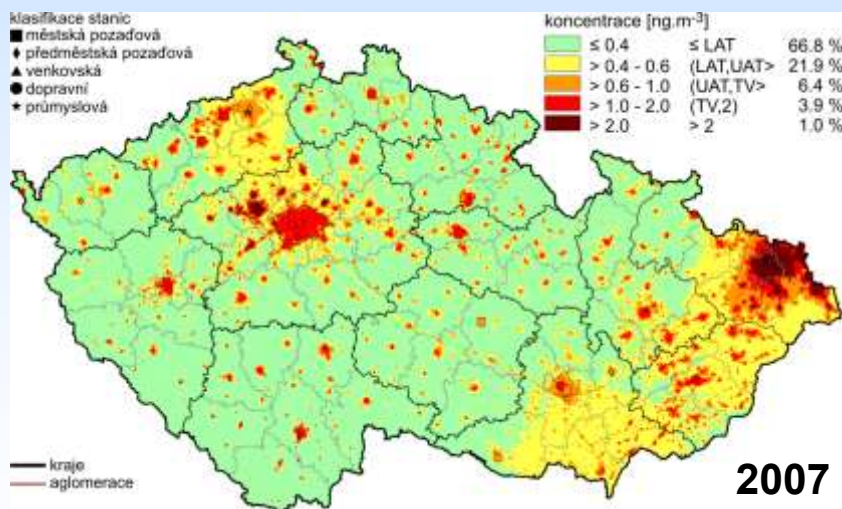 klasifikace stanic
městská pozaďová
předměstská pozaďová
venkovská
dopravní
průmyslová
koncentrace [ng.m-3]
≤ 0.4 ≤ LAT 66.8 %
> 0.4 - 0.6 (LAT,UAT> 21.9 %
> 0.6 - 1.0 (UAT,TV> 6.4 %
> 1.0 - 2.0 (TV,2) 3.9 %
> 2.0 > 2 1.0 %
kraje
aglomerace
2007